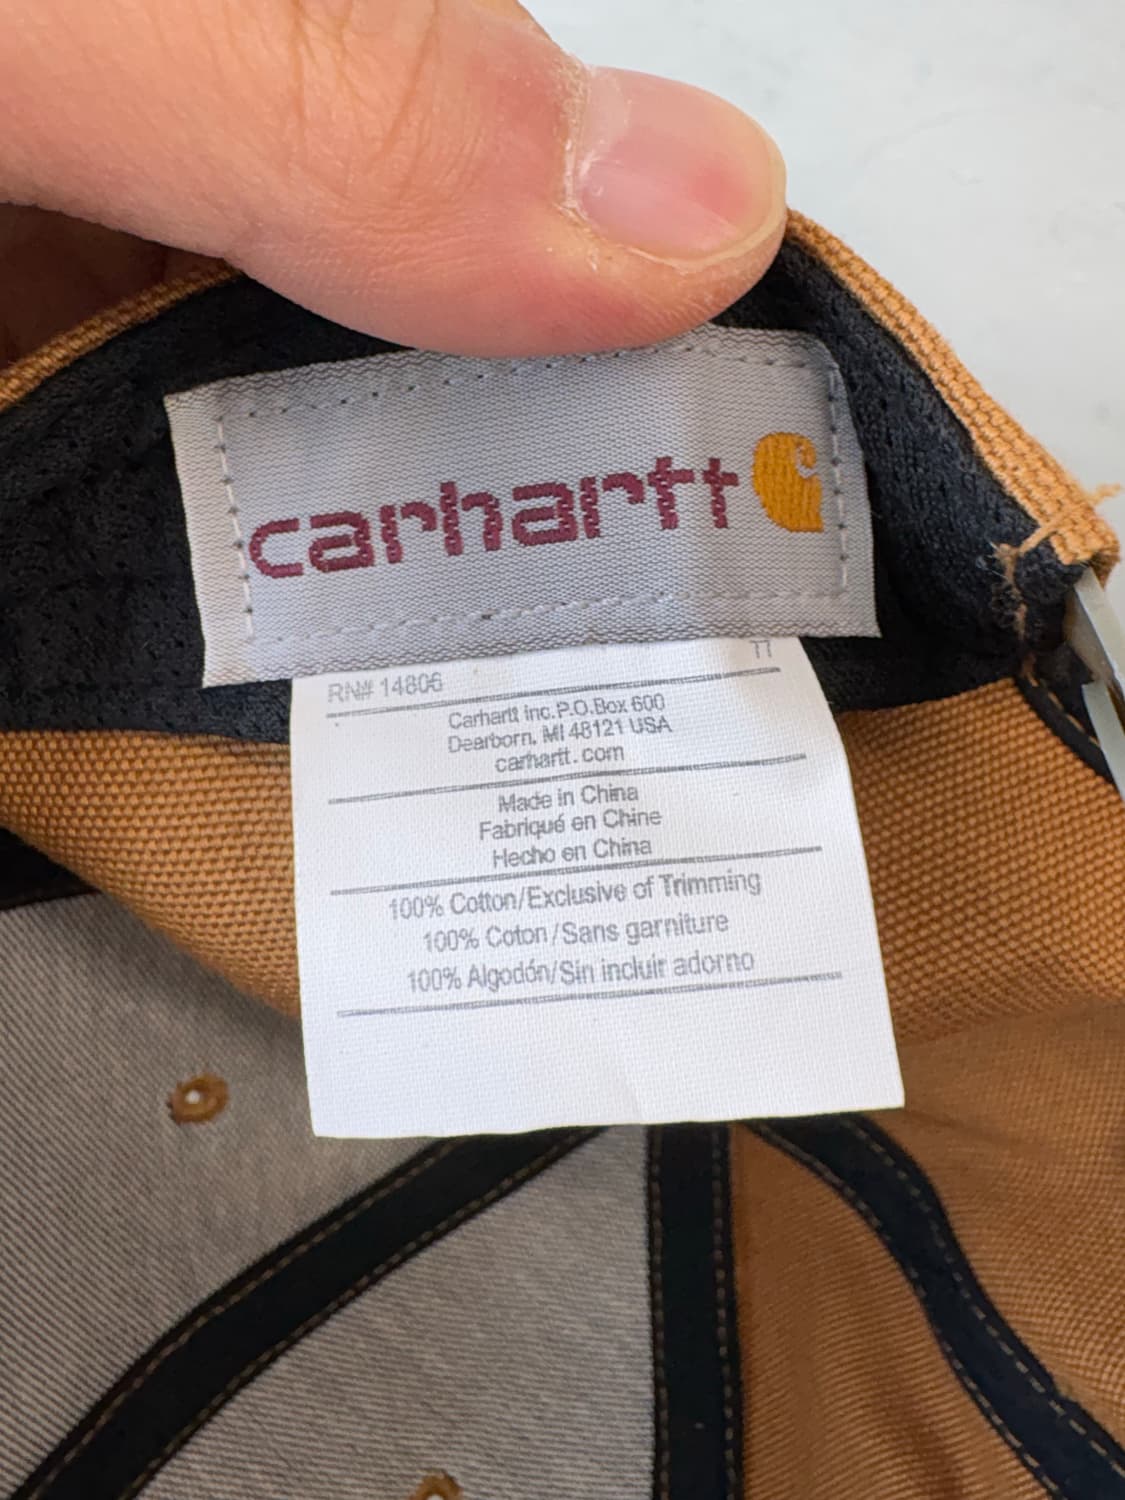 carhartt
TT
RN# 14806
Carhartt inc.P.O.Box 600
Dearborn, MI 48121 USA
carhartt.com
Made in China
Fabriqué en Chine
Hecho en China
100% Cotton/Exclusive of Trimming
100% Coton/Sans garniture
100% Algodón/Sin incluir adorno